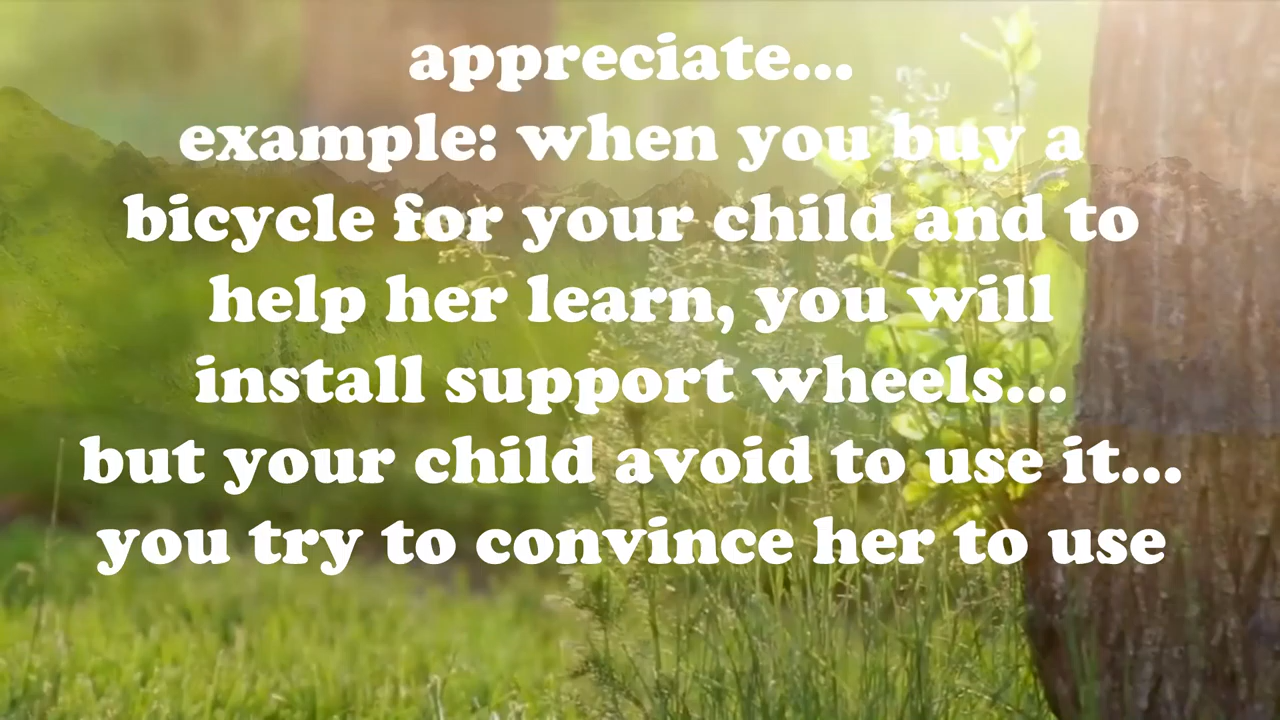 appreciate...
example: when you buy a
bicycle for your child and to
help her learn, you will
install support wheels...
but your child avoid to use it...
you try to convince her to use